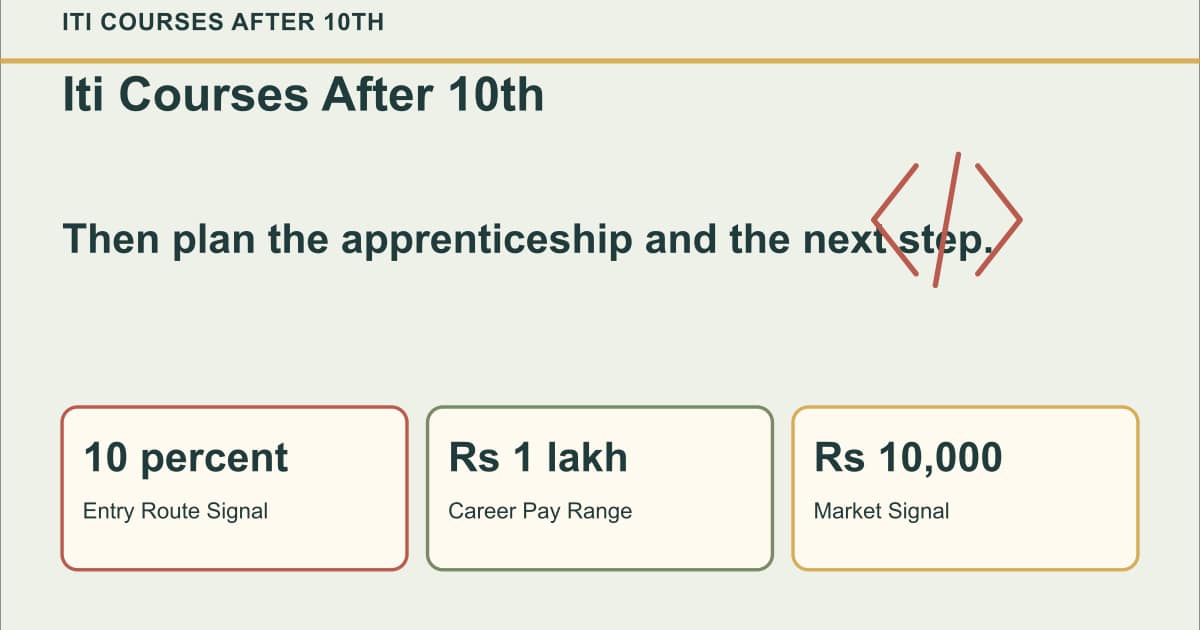 ITI COURSES AFTER 10TH
Iti Courses After 10th
Then plan the apprenticeship and the next step.
10 percent
Entry Route Signal
Rs 1 lakh
Career Pay Range
Rs 10,000
Market Signal